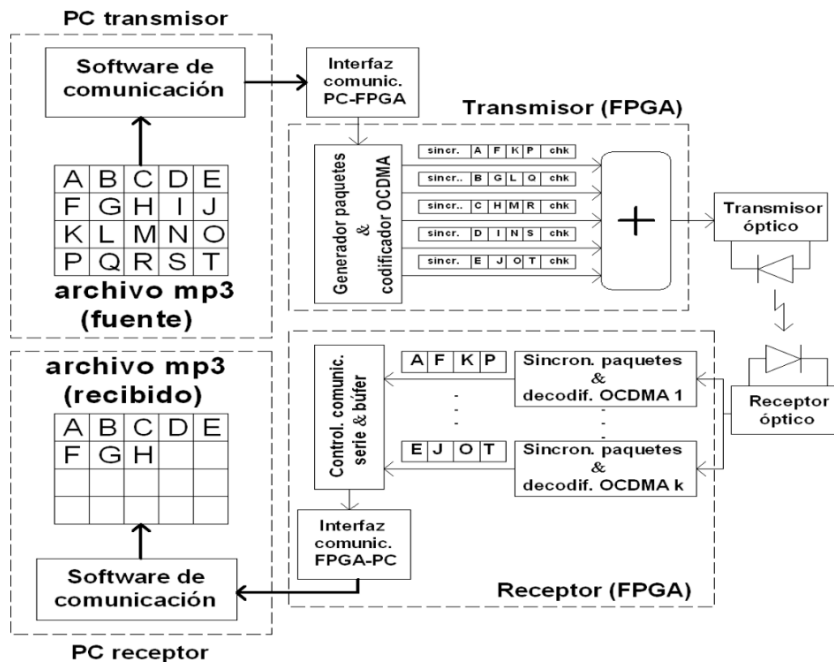 PC transmisor
Software de
comunicación
A B C D E
F G H I J
K L M N O
P Q R S T
archivo mp3
(fuente)
Interfaz
comunic.
PC-FPGA
Transmisor (FPGA)
Generador paquetes
&
codificador OCDMA
sincr. A F K P chk
sincr.. B G L Q chk
sincr. C H M R chk
sincr. D I N S chk
sincr. E J O T chk
+
Transmisor
óptico
Receptor
óptico
Sincron. paquetes
&
decodif. OCDMA 1
Sincron. paquetes
&
decodif. OCDMA k
A F K P
E J O T
Control. comunic.
serie & búfer
Interfaz
comunic.
FPGA-PC
Receptor (FPGA)
archivo mp3
(recibido)
A B C D E
F G H
Software de
comunicación
PC receptor